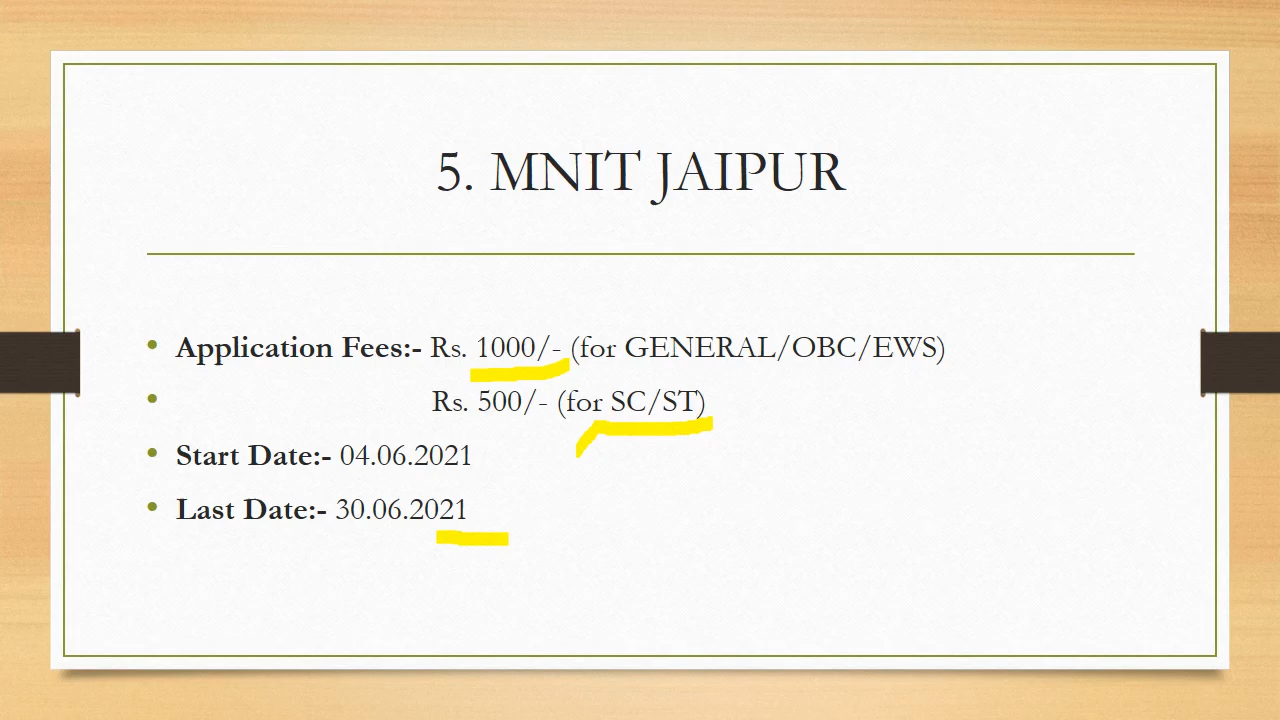 5. MNIT JAIPUR
• Application Fees:- Rs. 1000/- (for GENERAL/OBC/EWS)
• Rs. 500/- (for SC/ST)
• Start Date:- 04.06.2021
• Last Date:- 30.06.2021